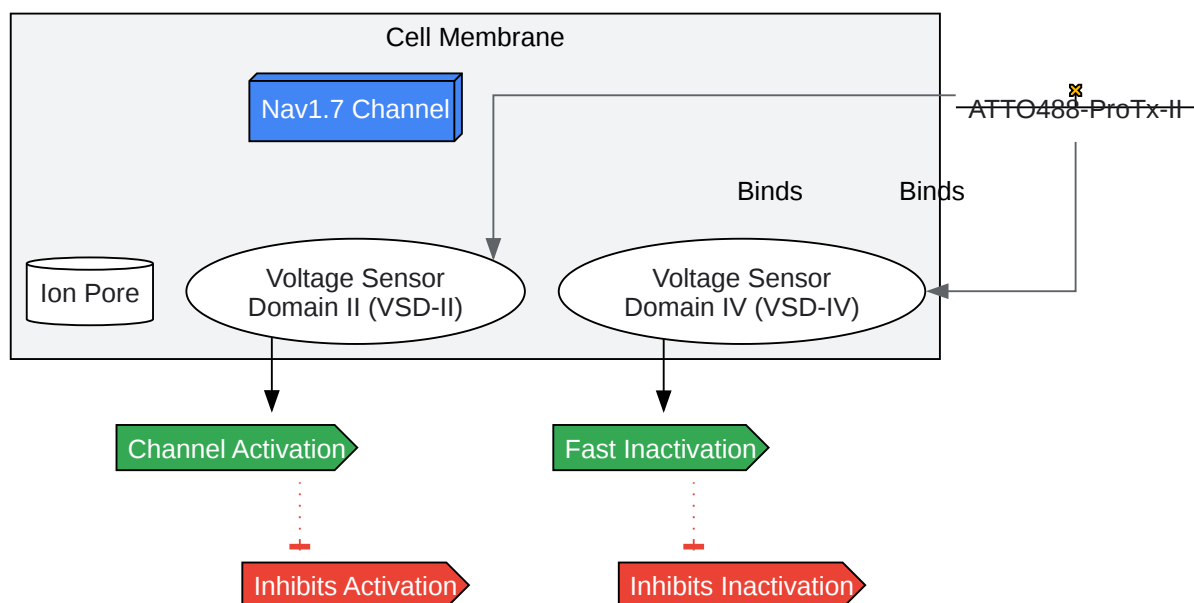 Cell Membrane
Nav1.7 Channel
ATTO488-ProTx-II
Binds
Binds
Ion Pore
Voltage Sensor
Domain II (VSD-II)
Voltage Sensor
Domain IV (VSD-IV)
Channel Activation
Fast Inactivation
Inhibits Activation
Inhibits Inactivation